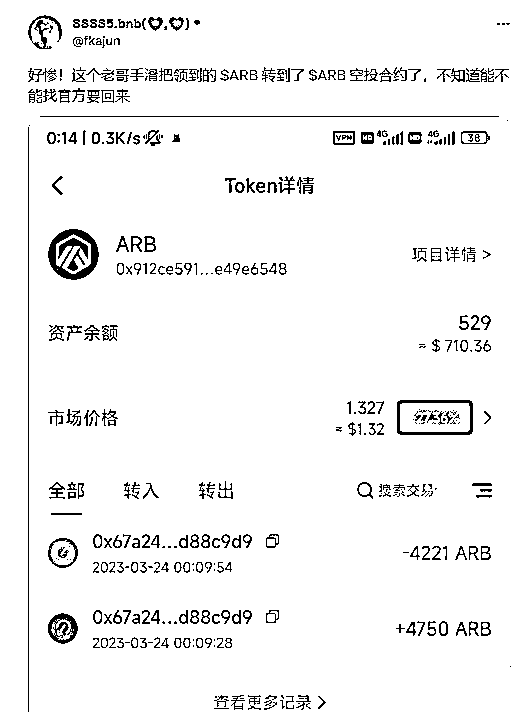 SSSS5.bnb(♥,♥)
@fkajun
好惨！这个老哥手滑把领到的 $ARB 转到了 $ARB 空投合约了，不知道能不
能找官方要回来
0:14 | 0.3K/s VPN HD 4G HD 4G 38
Token详情
ARB
0x912ce591...e49e6548
项目详情 >
资产余额
529
≈ $ 710.36
市场价格
1.327
≈ $1.32
全部 转入 转出 搜索交易
0x67a24...d88c9d9
2023-03-24 00:09:54
-4221 ARB
0x67a24...d88c9d9
2023-03-24 00:09:28
+4750 ARB
查看更多记录 >